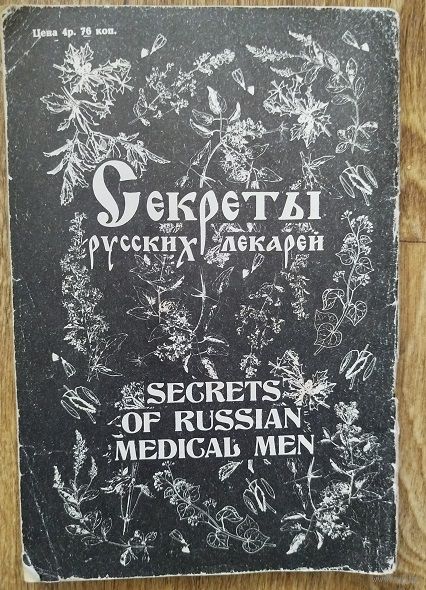 Цена 4р. 76 коп.
Секреты
русских лекарей
SECRETS
OF RUSSIAN
MEDICAL MEN